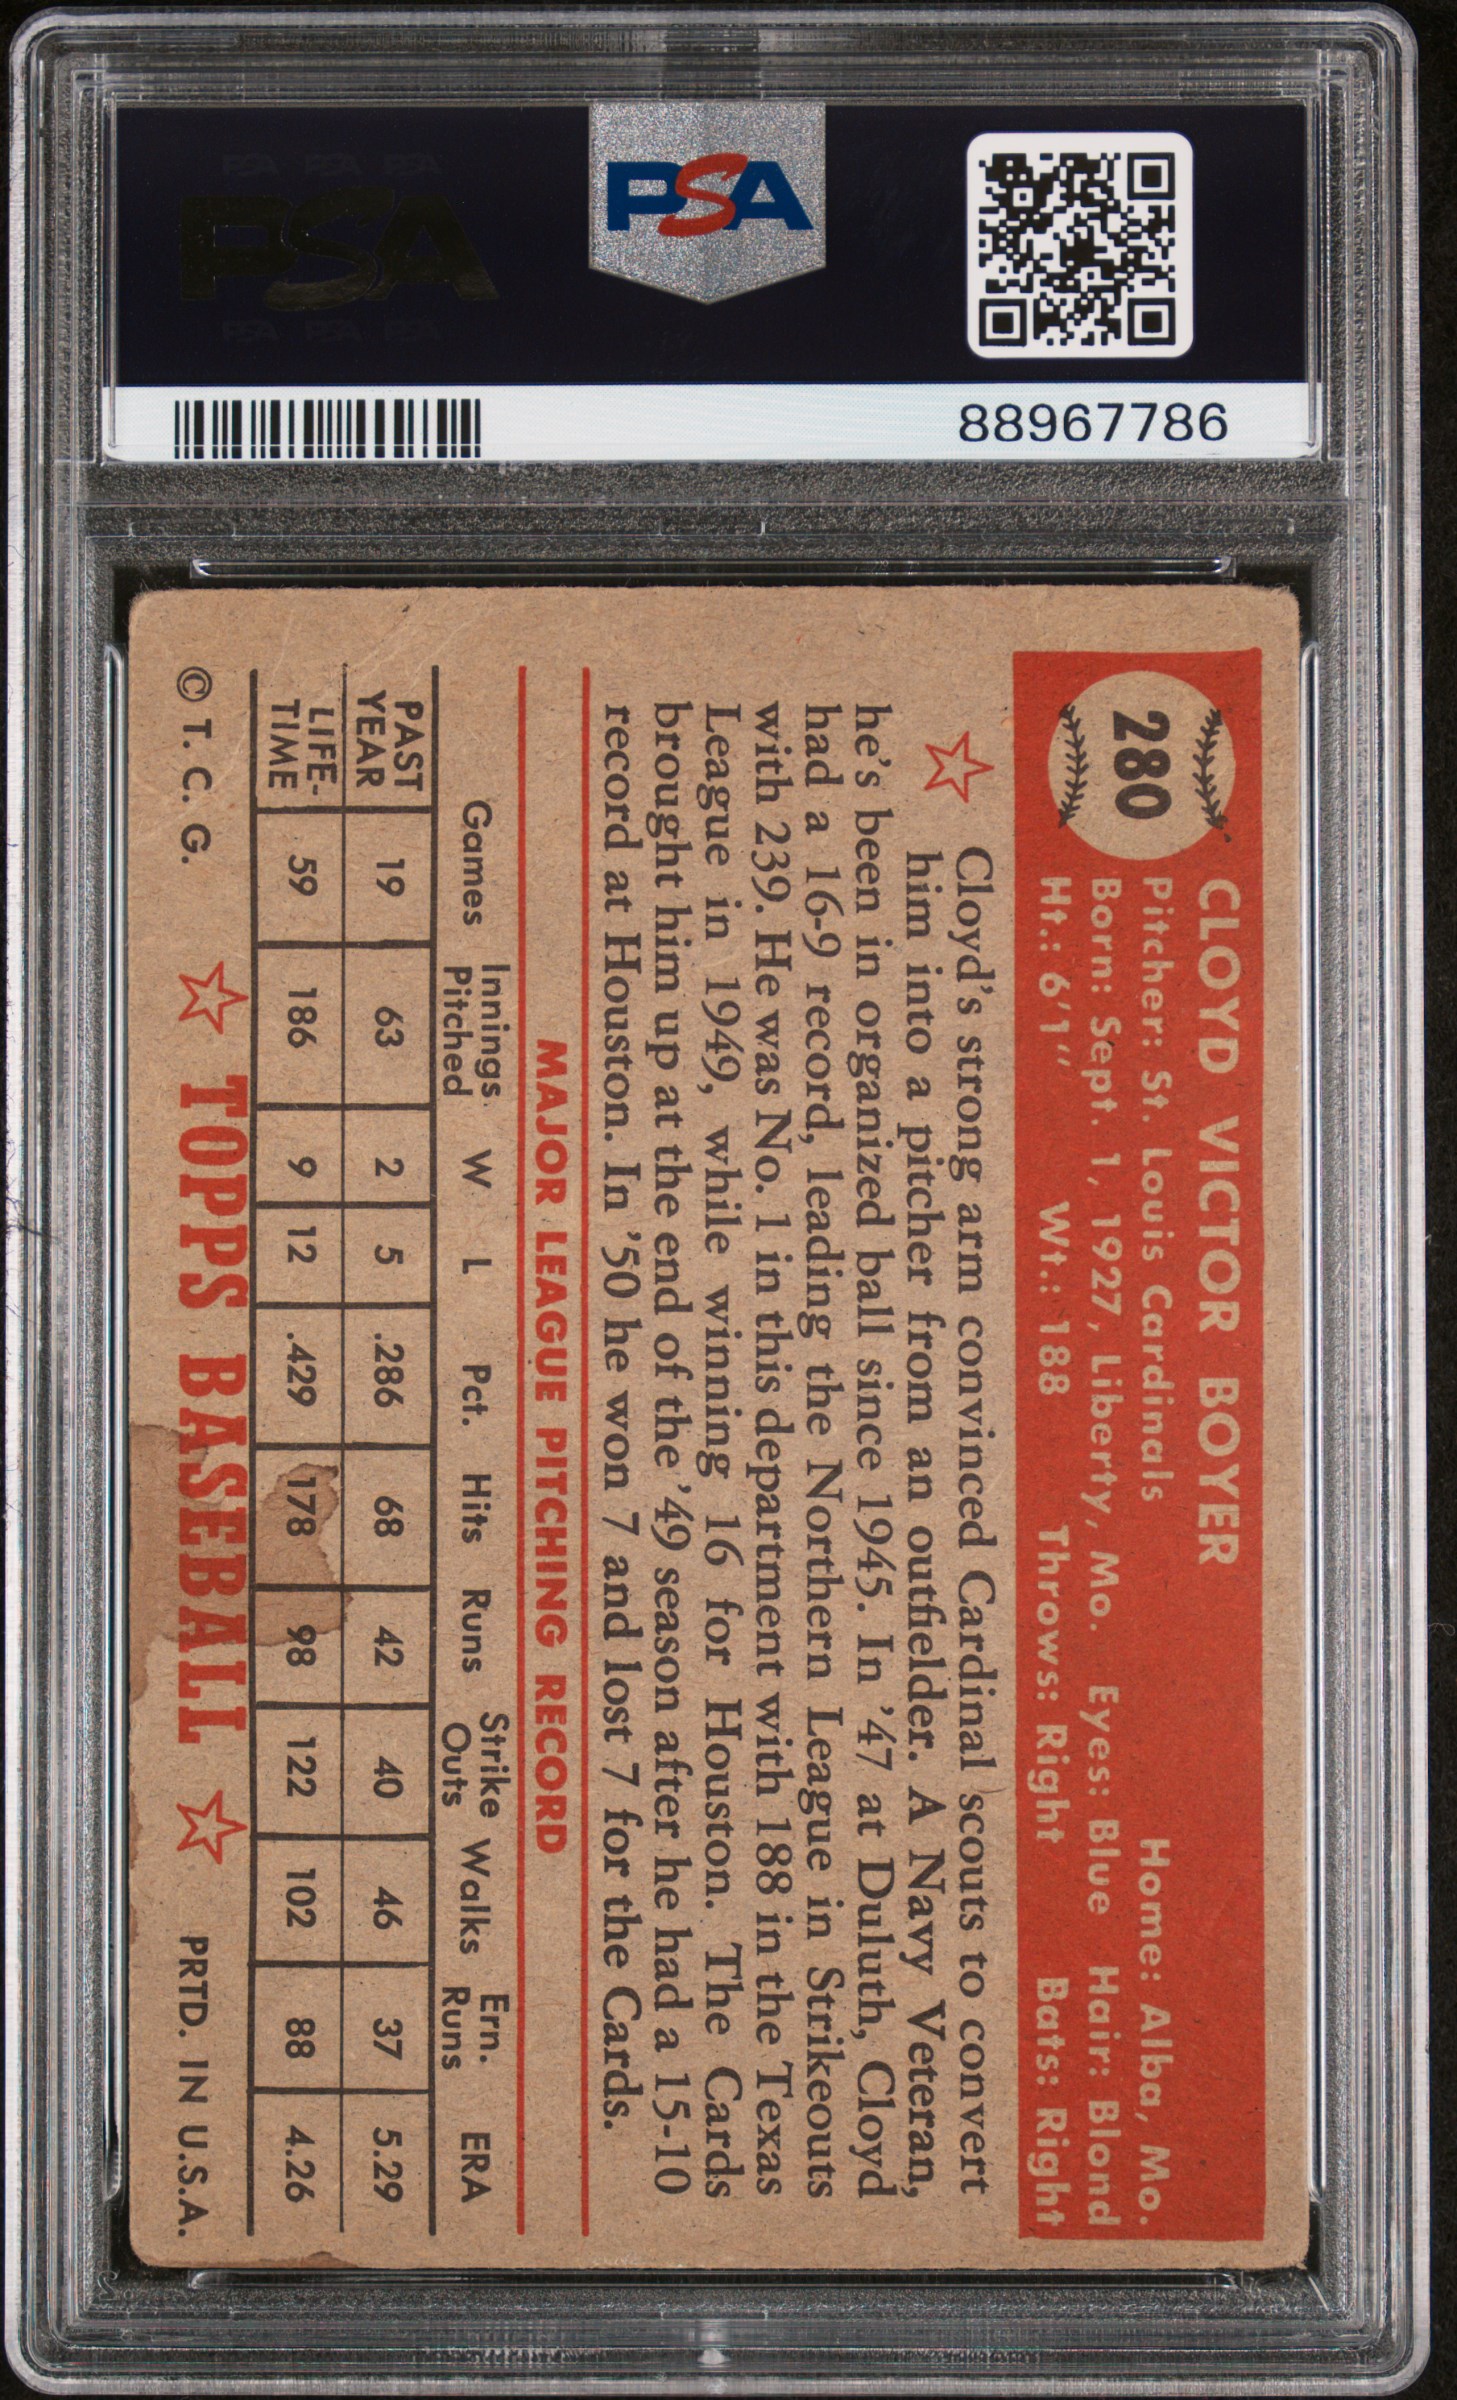 PSA PSA PSA
PSA
PSA PSA PSA
PSA
88967786
280
CLOYD VICTOR BOYER
Pitcher: St. Louis Cardinals Home: Alba, Mo.
Born: Sept. 1, 1927, Liberty, Mo. Eyes: Blue Hair: Blond
Ht.: 6'1" Wt.: 188 Throws: Right Bats: Right
Cloyd's strong arm convinced Cardinal scouts to convert
him into a pitcher from an outfielder. A Navy Veteran,
he's been in organized ball since 1945. In '47 at Duluth, Cloyd
had a 16-9 record, leading the Northern League in Strikeouts
with 239. He was No. 1 in this department with 188 in the Texas
League in 1949, while winning 16 for Houston. The Cards
brought him up at the end of the '49 season after he had a 15-10
record at Houston. In '50 he won 7 and lost 7 for the Cards.
MAJOR LEAGUE PITCHING RECORD
Games Innings Pitched W L Pct. Hits Runs Strike Outs Walks Ern. Runs ERA
PAST YEAR 19 63 2 5 .286 68 42 40 46 37 5.29
LIFE-TIME 59 186 9 12 .429 178 98 122 102 88 4.26
© T. C. G. TOPPS BASEBALL PRTD. IN U.S.A.